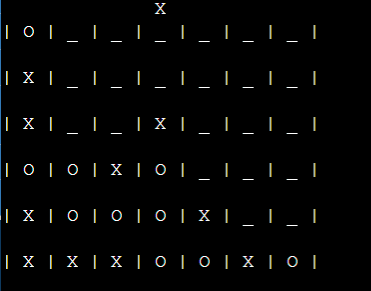 X
| O | _ | _ | _ | _ | _ | _ |
| X | _ | _ | _ | _ | _ | _ |
| X | _ | _ | X | _ | _ | _ |
| O | O | X | O | _ | _ | _ |
| X | O | O | O | X | _ | _ |
| X | X | X | O | O | X | O |